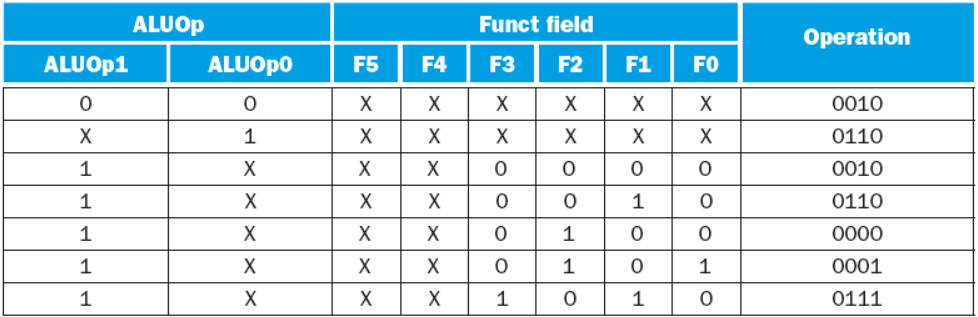 ALUOp Funct field Operation
ALUOp1 ALUOp0 F5 F4 F3 F2 F1 F0
0 0 X X X X X X 0010
X 1 X X X X X X 0110
1 X X X 0 0 0 0 0010
1 X X X 0 0 1 0 0110
1 X X X 0 1 0 0 0000
1 X X X 0 1 0 1 0001
1 X X X 1 0 1 0 0111